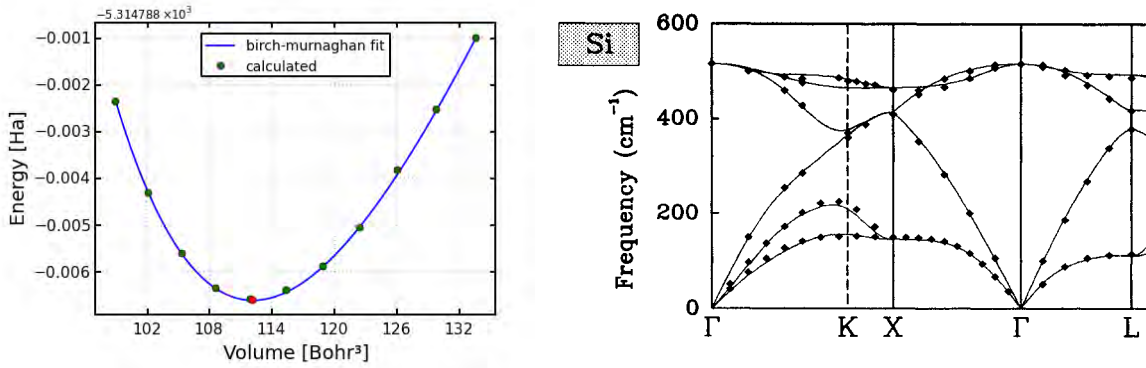 −5.314788 ×10³
birch-murnaghan fit
calculated
Energy [Ha]
−0.001
−0.002
−0.003
−0.004
−0.005
−0.006
102 108 114 120 126 132
Volume [Bohr³]
Si
Frequency (cm⁻¹)
600
400
200
0
Γ K X Γ L